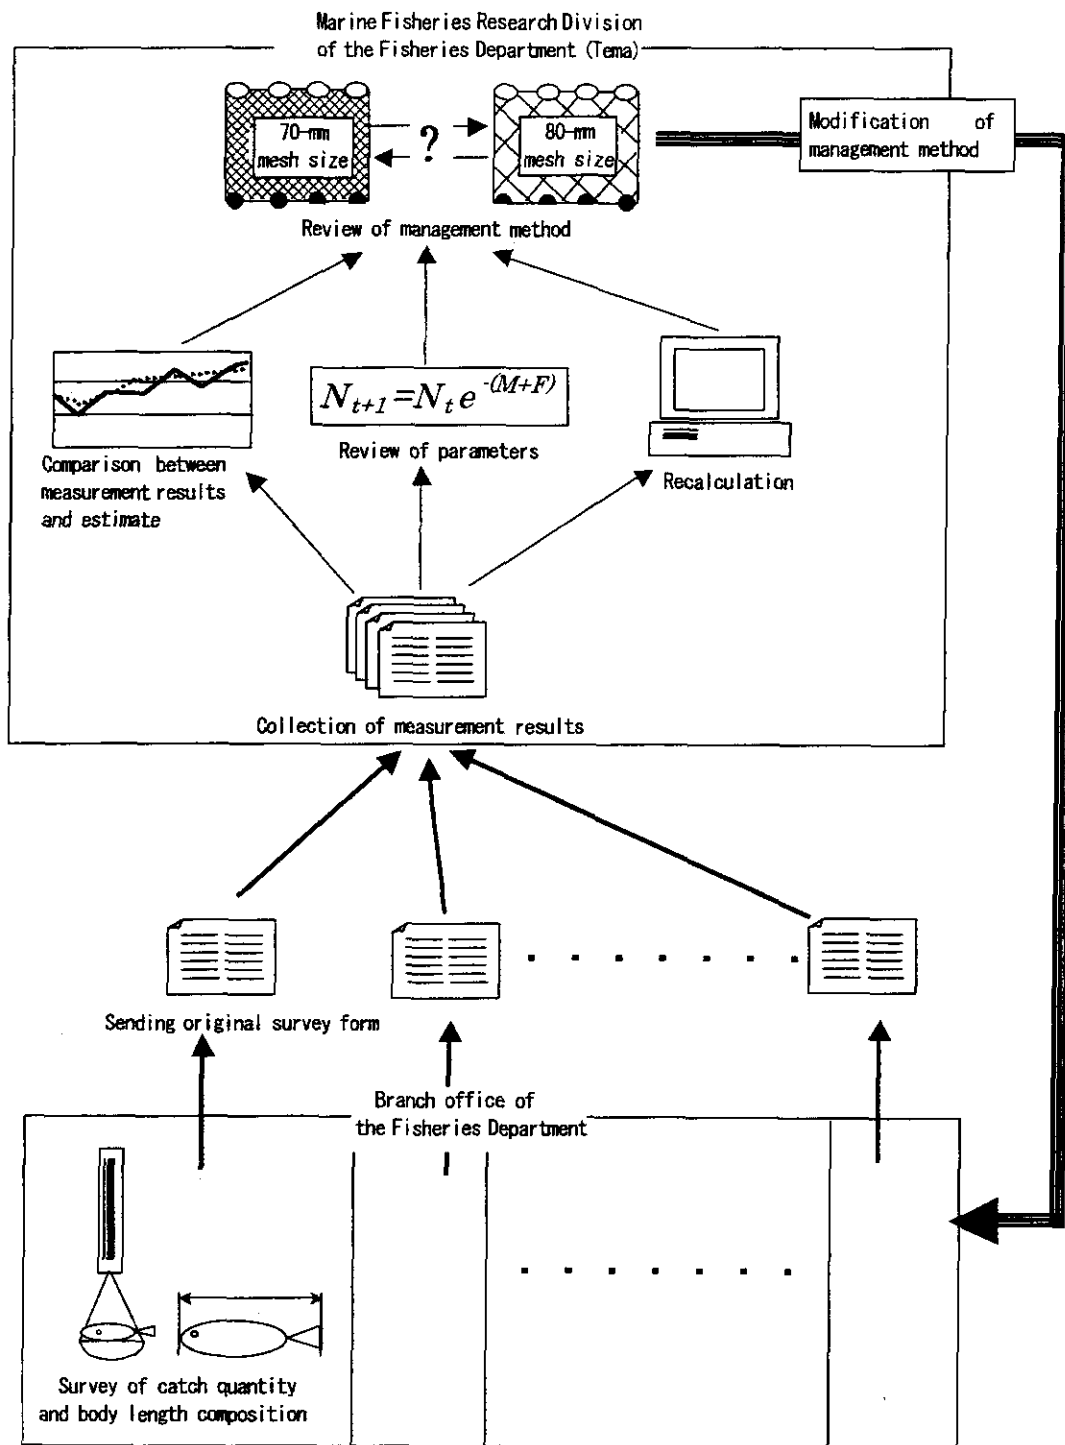 Marine Fisheries Research Division
of the Fisheries Department (Tema)
70-mm
mesh size
?
80-mm
mesh size
Modification of
management method
Review of management method
N_{t+1}=N_t e^{-(M+F)}
Comparison between
measurement results
and estimate
Review of parameters
Recalculation
Collection of measurement results
Sending original survey form
Branch office of
the Fisheries Department
Survey of catch quantity
and body length composition